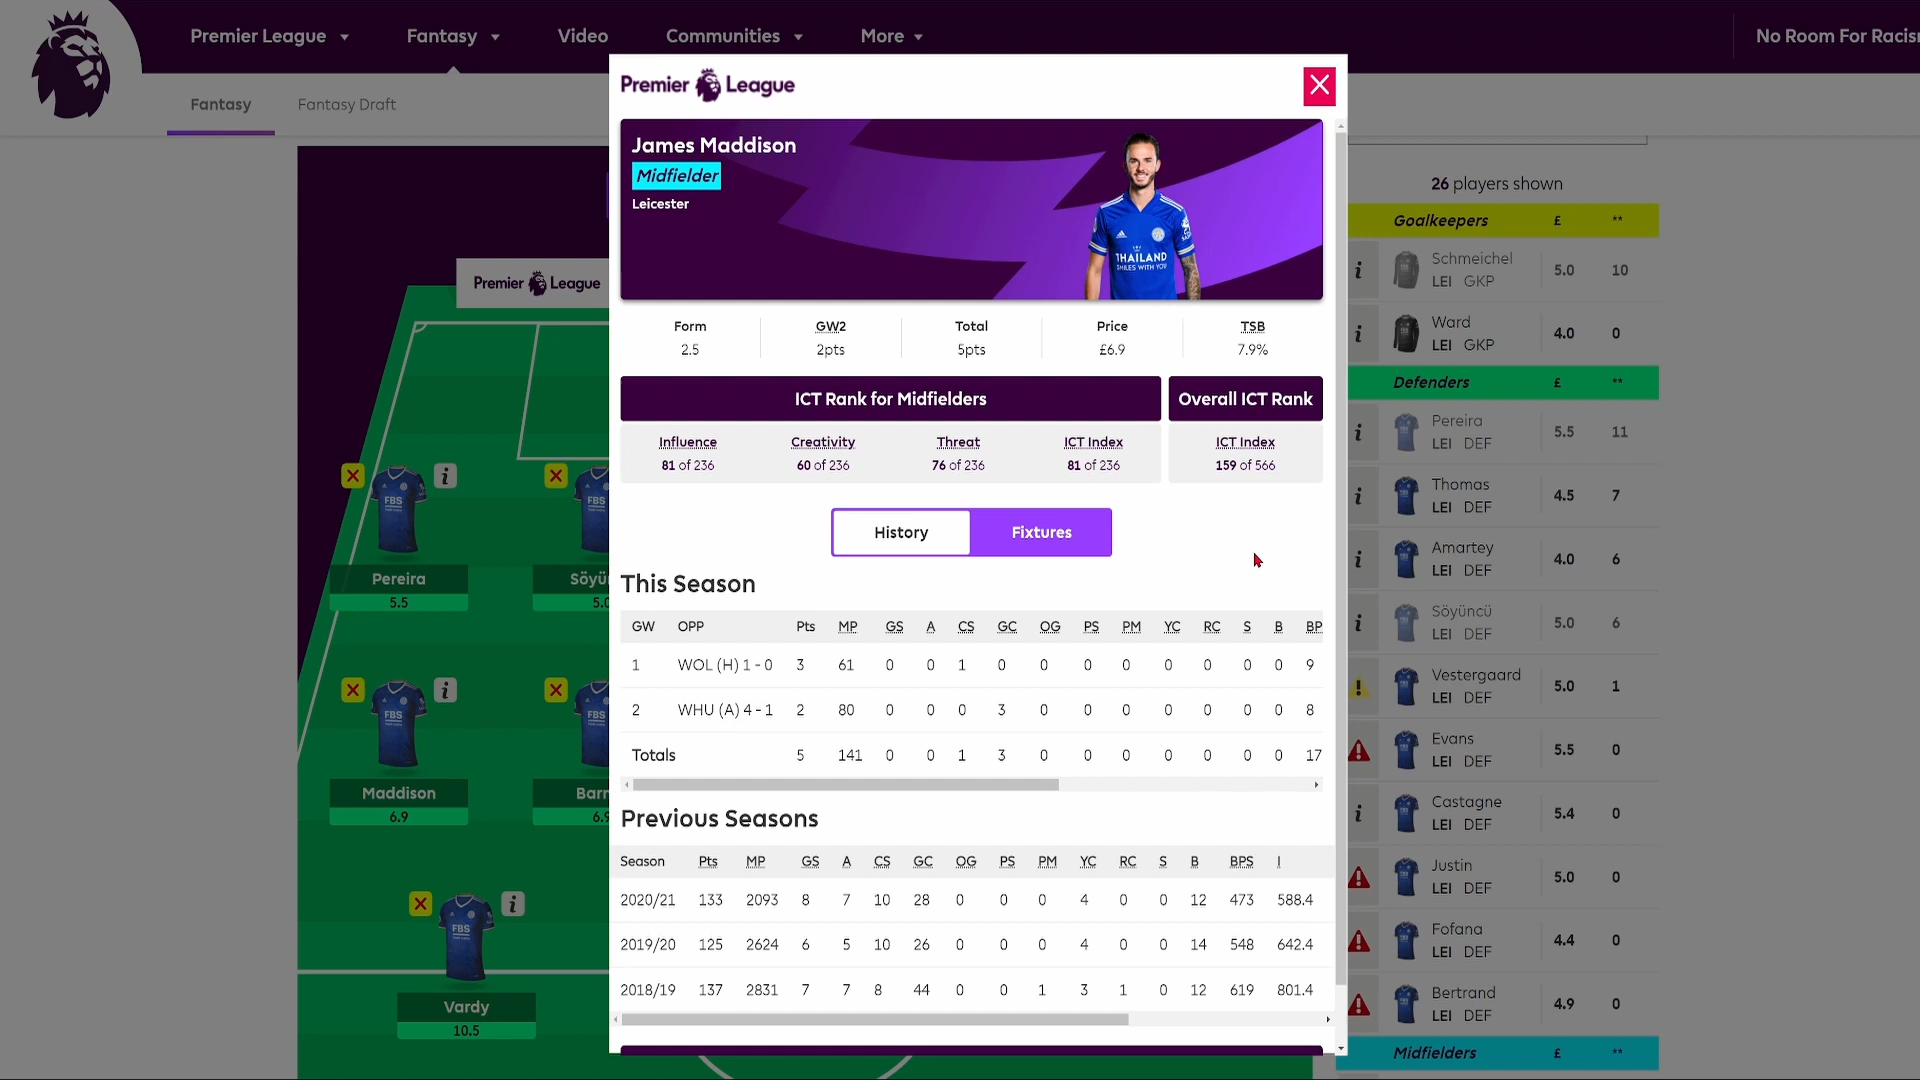 Premier League
Fantasy
Video
Communities
More
No Room For Racis
Fantasy
Fantasy Draft
Premier League
James Maddison
Midfielder
Leicester
THAILAND
SMILES WITH YOU
Form GW2 Total Price TSB
2.5 2pts 5pts £6.9 7.9%
ICT Rank for Midfielders
Overall ICT Rank
Influence Creativity Threat ICT Index ICT Index
81 of 236 60 of 236 76 of 236 81 of 236 159 of 566
History
Fixtures
This Season
GW OPP Pts MP GS A CS GC OG PS PM YC RC S B BP
1 WOL (H) 1 - 0 3 61 0 0 1 0 0 0 0 0 0 0 0 9
2 WHU (A) 4 - 1 2 80 0 0 0 3 0 0 0 0 0 0 0 8
Totals 5 141 0 0 1 3 0 0 0 0 0 0 0 17
Previous Seasons
Season Pts MP GS A CS GC OG PS PM YC RC S B BPS I
2020/21 133 2093 8 7 10 28 0 0 0 4 0 0 12 473 588.4
2019/20 125 2624 6 5 10 26 0 0 0 4 0 0 14 548 642.4
2018/19 137 2831 7 7 8 44 0 0 1 3 1 0 12 619 801.4
Premier League
FBS
FBS
Pereira
5.5
Söyü
5.0
FBS
FBS
Maddison
6.9
Barn
6.9
FBS
Vardy
10.5
26 players shown
Goalkeepers £ **
Schmeichel
LEI GKP 5.0 10
Ward
LEI GKP 4.0 0
Defenders £ **
Pereira
LEI DEF 5.5 11
Thomas
LEI DEF 4.5 7
Amartey
LEI DEF 4.0 6
Söyüncü
LEI DEF 5.0 6
Vestergaard
LEI DEF 5.0 1
Evans
LEI DEF 5.5 0
Castagne
LEI DEF 5.4 0
Justin
LEI DEF 5.0 0
Fofana
LEI DEF 4.4 0
Bertrand
LEI DEF 4.9 0
Midfielders £ **